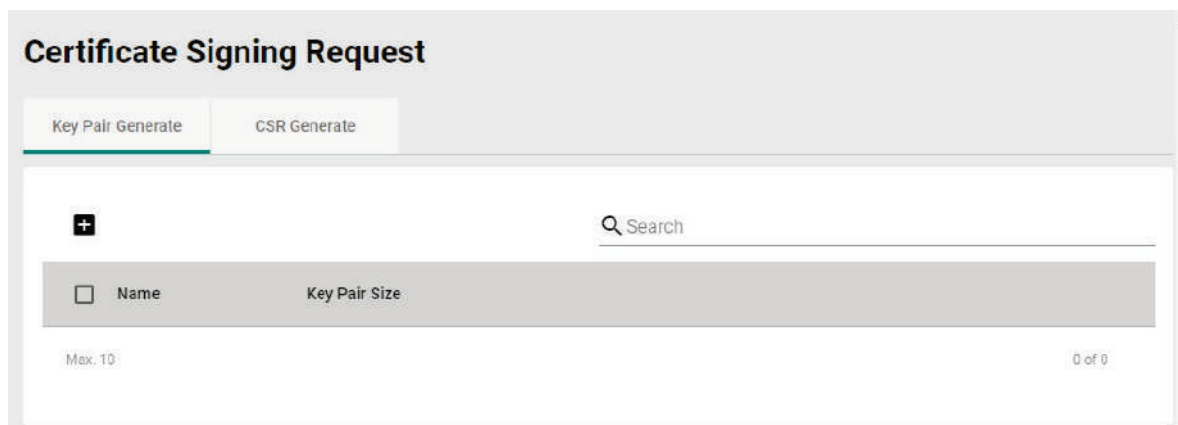 Certificate Signing Request
Key Pair Generate CSR Generate
Search
Name Key Pair Size
Max. 10 0 of 0